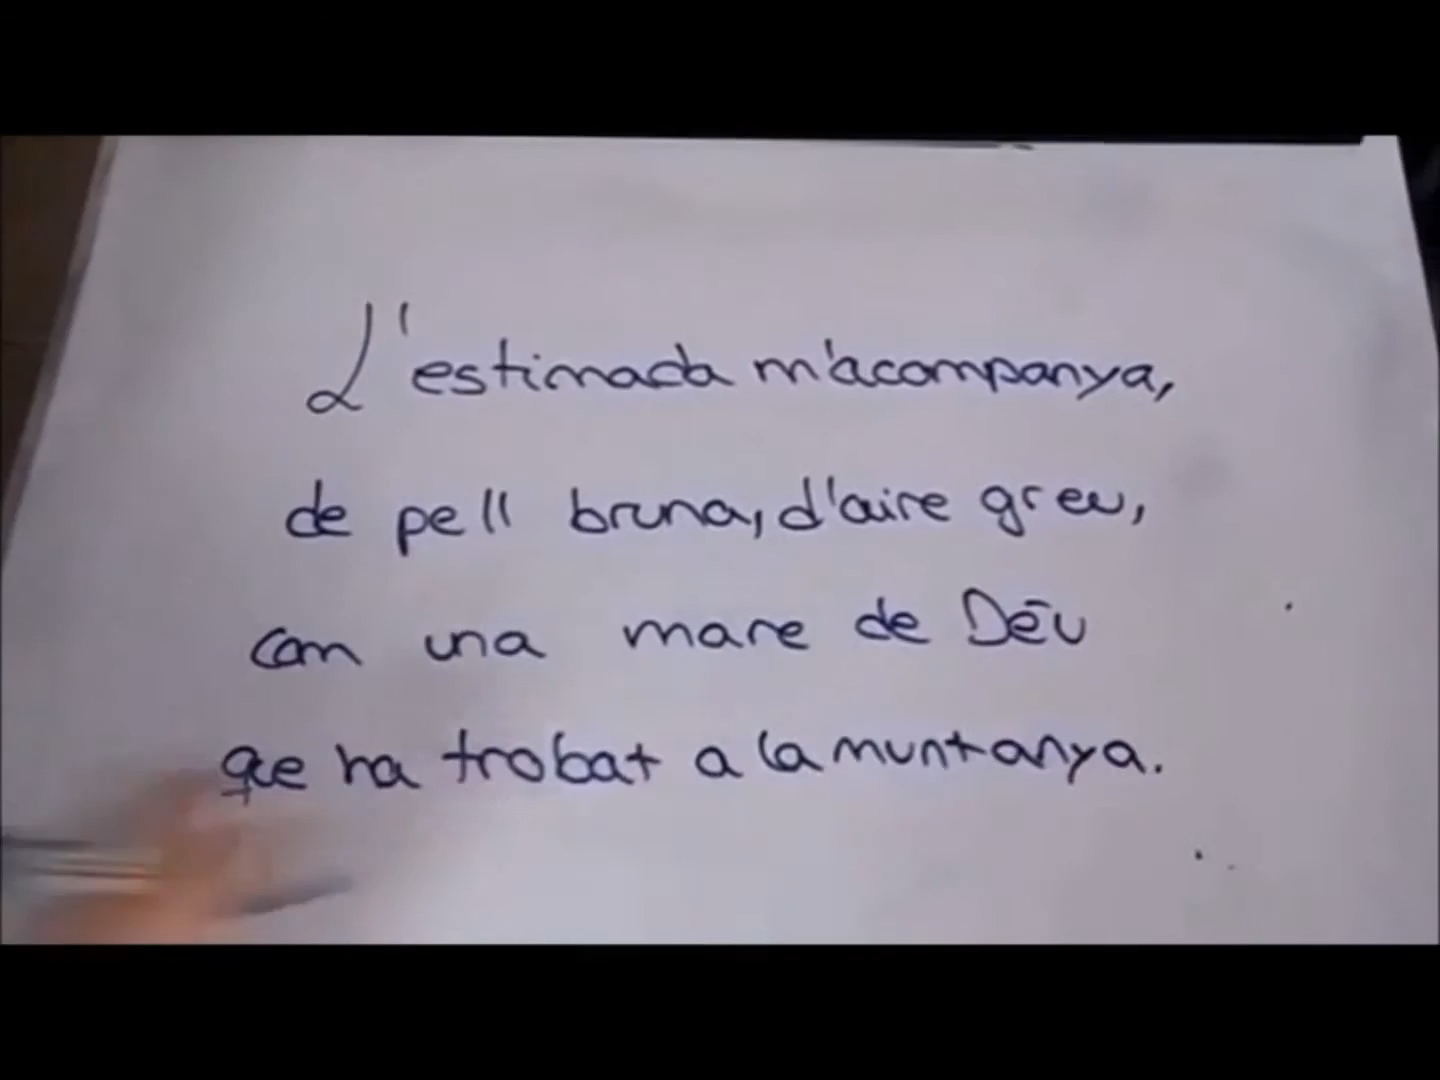 L'estimada m'acompanya,
de pell bruna, d'aire greu,
com una mare de Déu
que ha trobat a la muntanya.